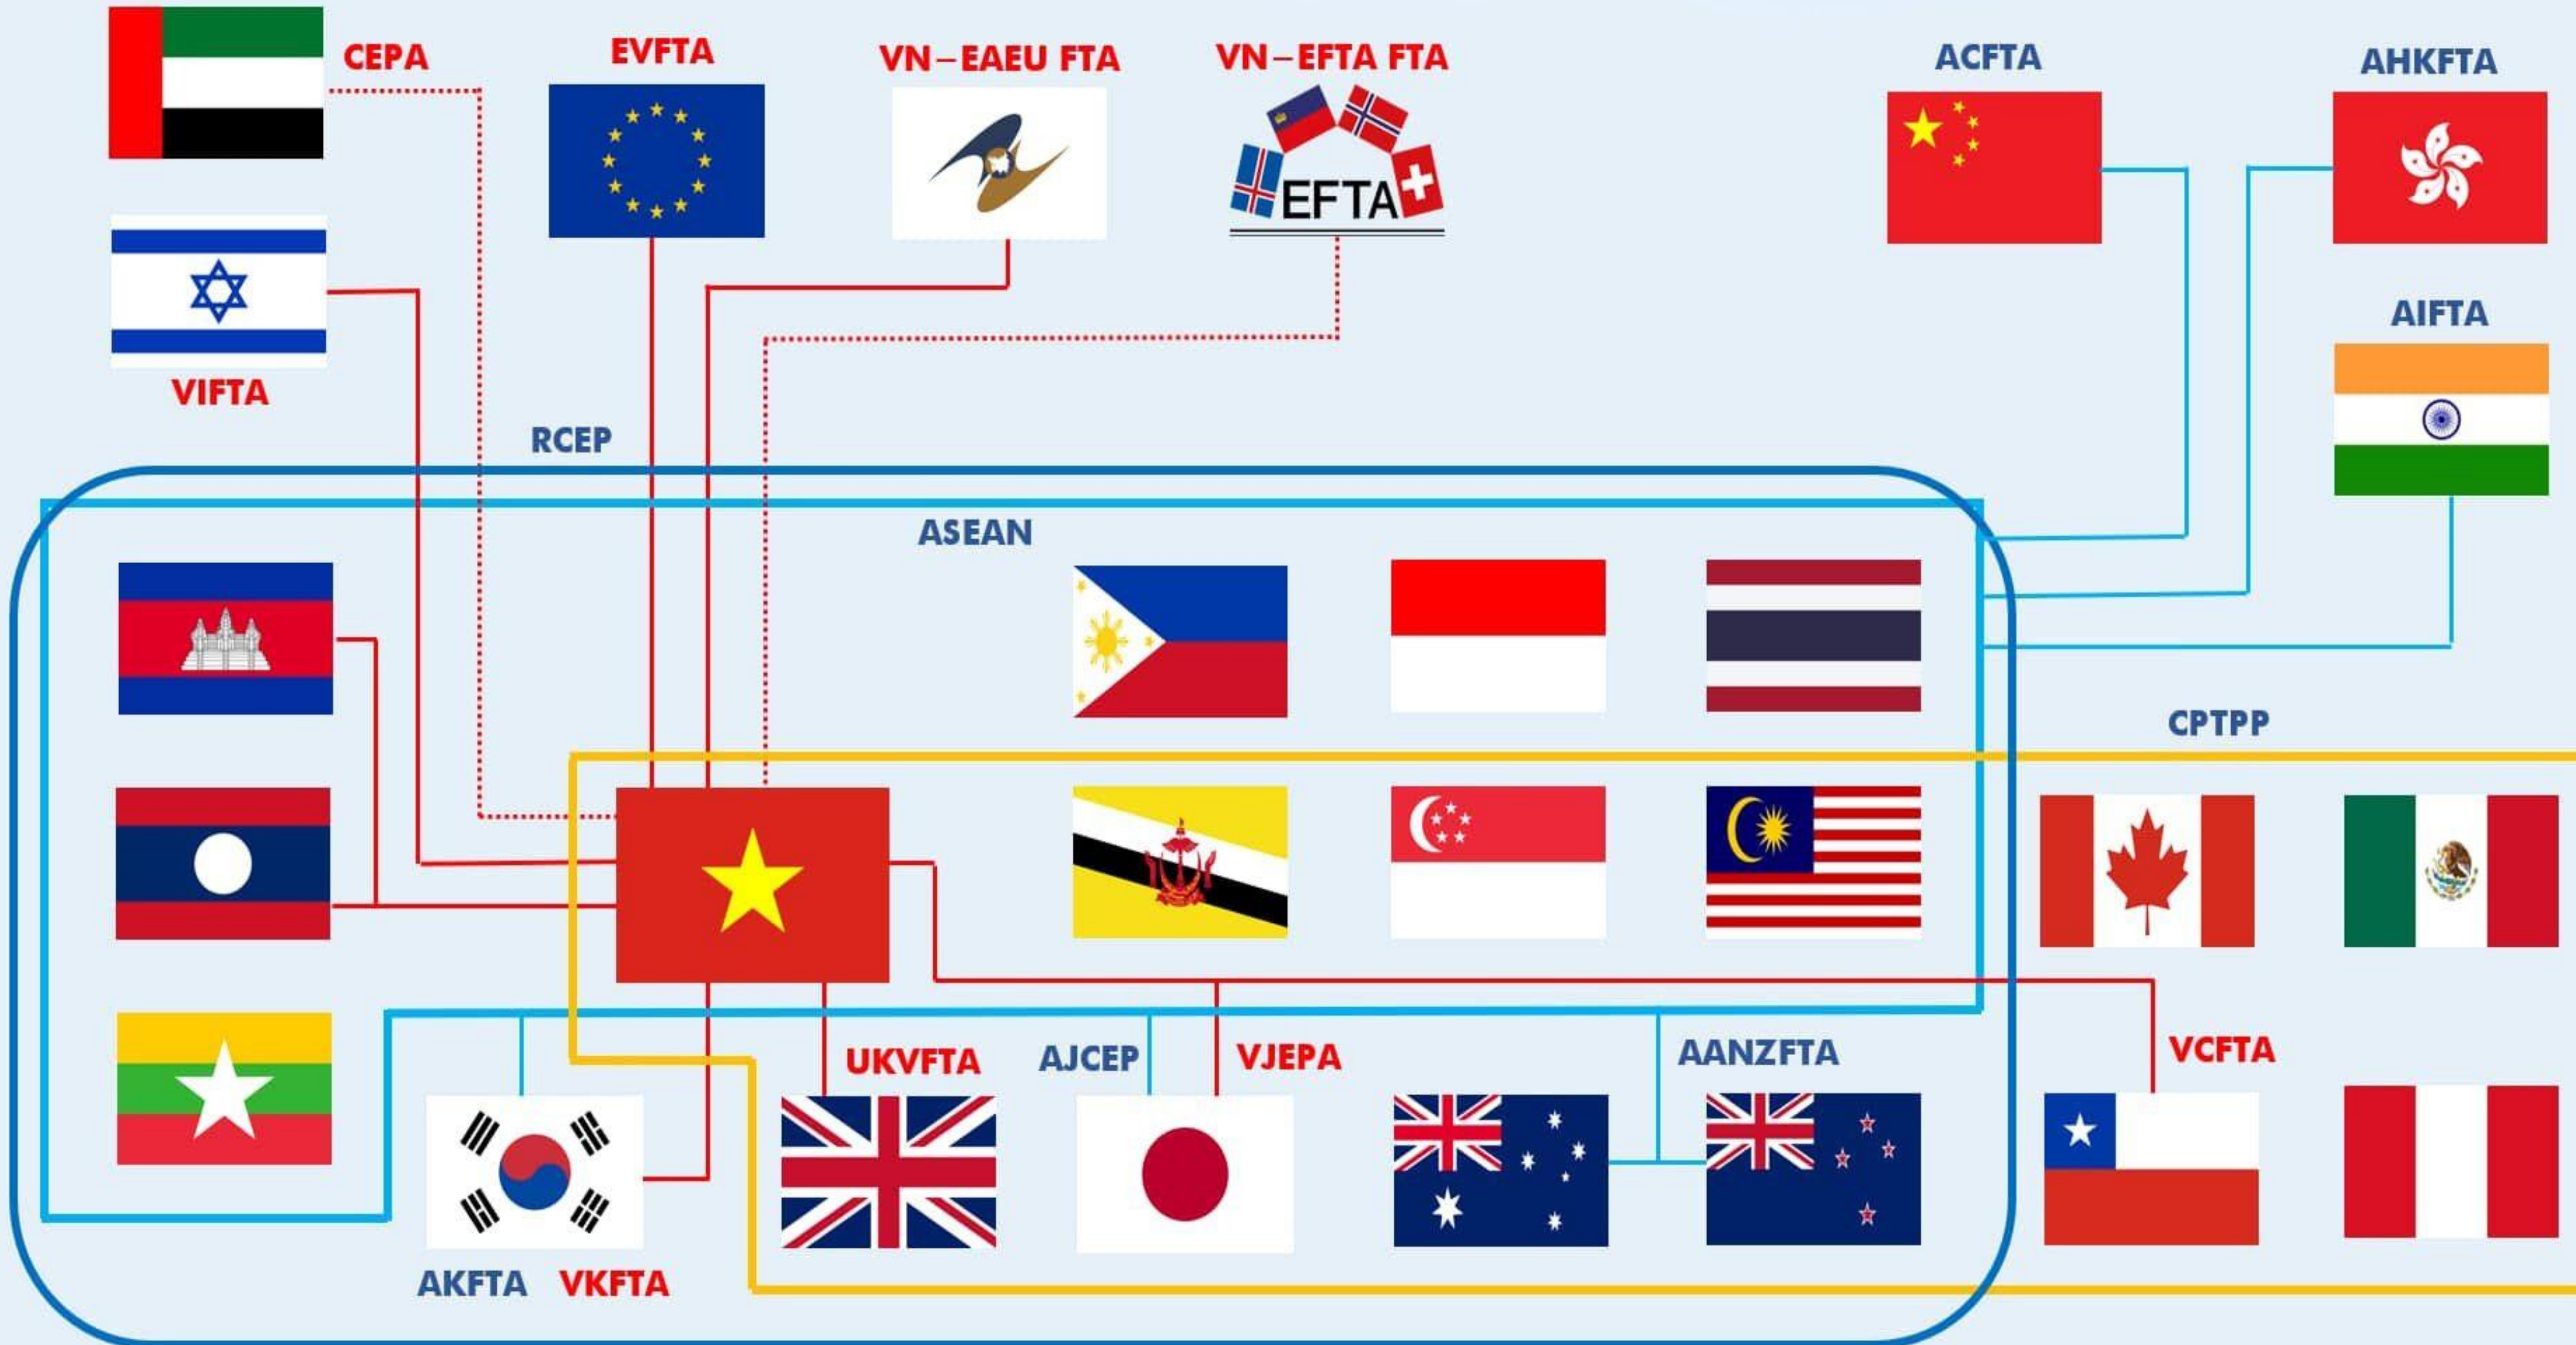 CEPA
EVFTA
VN–EAEU FTA
VN–EFTA FTA
ACFTA
AHKFTA
EFTA
VIFTA
AIFTA
RCEP
ASEAN
CPTPP
UKVFTA
AJCEP
VJEPA
AANZFTA
VCFTA
AKFTA
VKFTA